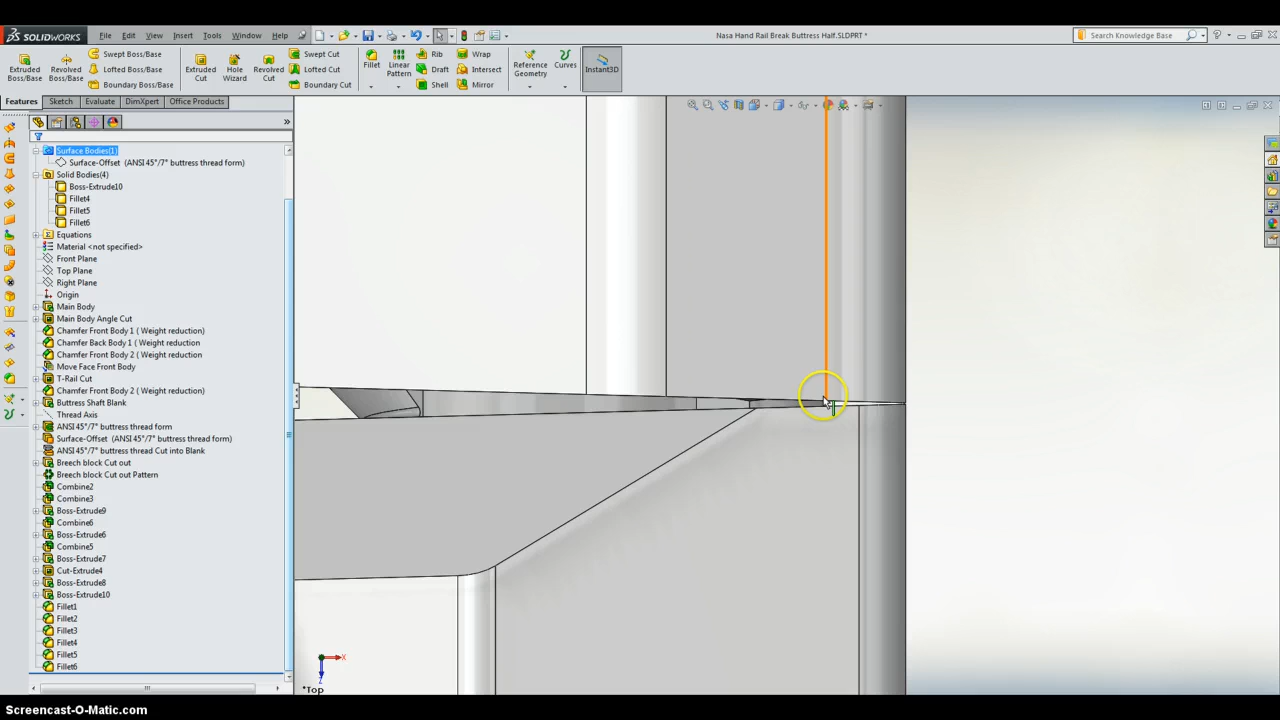 SOLIDWORKS File Edit View Insert Tools Window Help Nasa Hand Rail Break Buttress Half.SLDPRT * Search Knowledge Base
Extruded Boss/Base
Revolved Boss/Base
Swept Boss/Base
Lofted Boss/Base
Boundary Boss/Base
Extruded Cut
Hole Wizard
Revolved Cut
Swept Cut
Lofted Cut
Boundary Cut
Fillet
Linear Pattern
Rib
Draft
Shell
Wrap
Intersect
Mirror
Reference Geometry
Curves
Instant3D
Features Sketch Evaluate DimXpert Office Products
Surface Bodies(1)
Surface-Offset (ANSI 45°/7° buttress thread form)
Solid Bodies(4)
Boss-Extrude10
Fillet4
Fillet5
Fillet6
Equations
Material <not specified>
Front Plane
Top Plane
Right Plane
Origin
Main Body
Main Body Angle Cut
Chamfer Front Body 1 ( Weight reduction)
Chamfer Back Body 1 ( Weight reduction
Chamfer Front Body 2 ( Weight reduction
Move Face Front Body
T-Rail Cut
Chamfer Front Body 2 ( Weight reduction)
Buttress Shaft Blank
Thread Axis
ANSI 45°/7° buttress thread form
Surface-Offset (ANSI 45°/7° buttress thread form)
ANSI 45°/7° buttress thread Cut into Blank
Breech block Cut out
Breech block Cut out Pattern
Combine2
Combine3
Boss-Extrude9
Combine6
Boss-Extrude6
Combine5
Boss-Extrude7
Cut-Extrude4
Boss-Extrude8
Boss-Extrude10
Fillet1
Fillet2
Fillet3
Fillet4
Fillet5
Fillet6
X
Z
*Top
Screencast-O-Matic.com